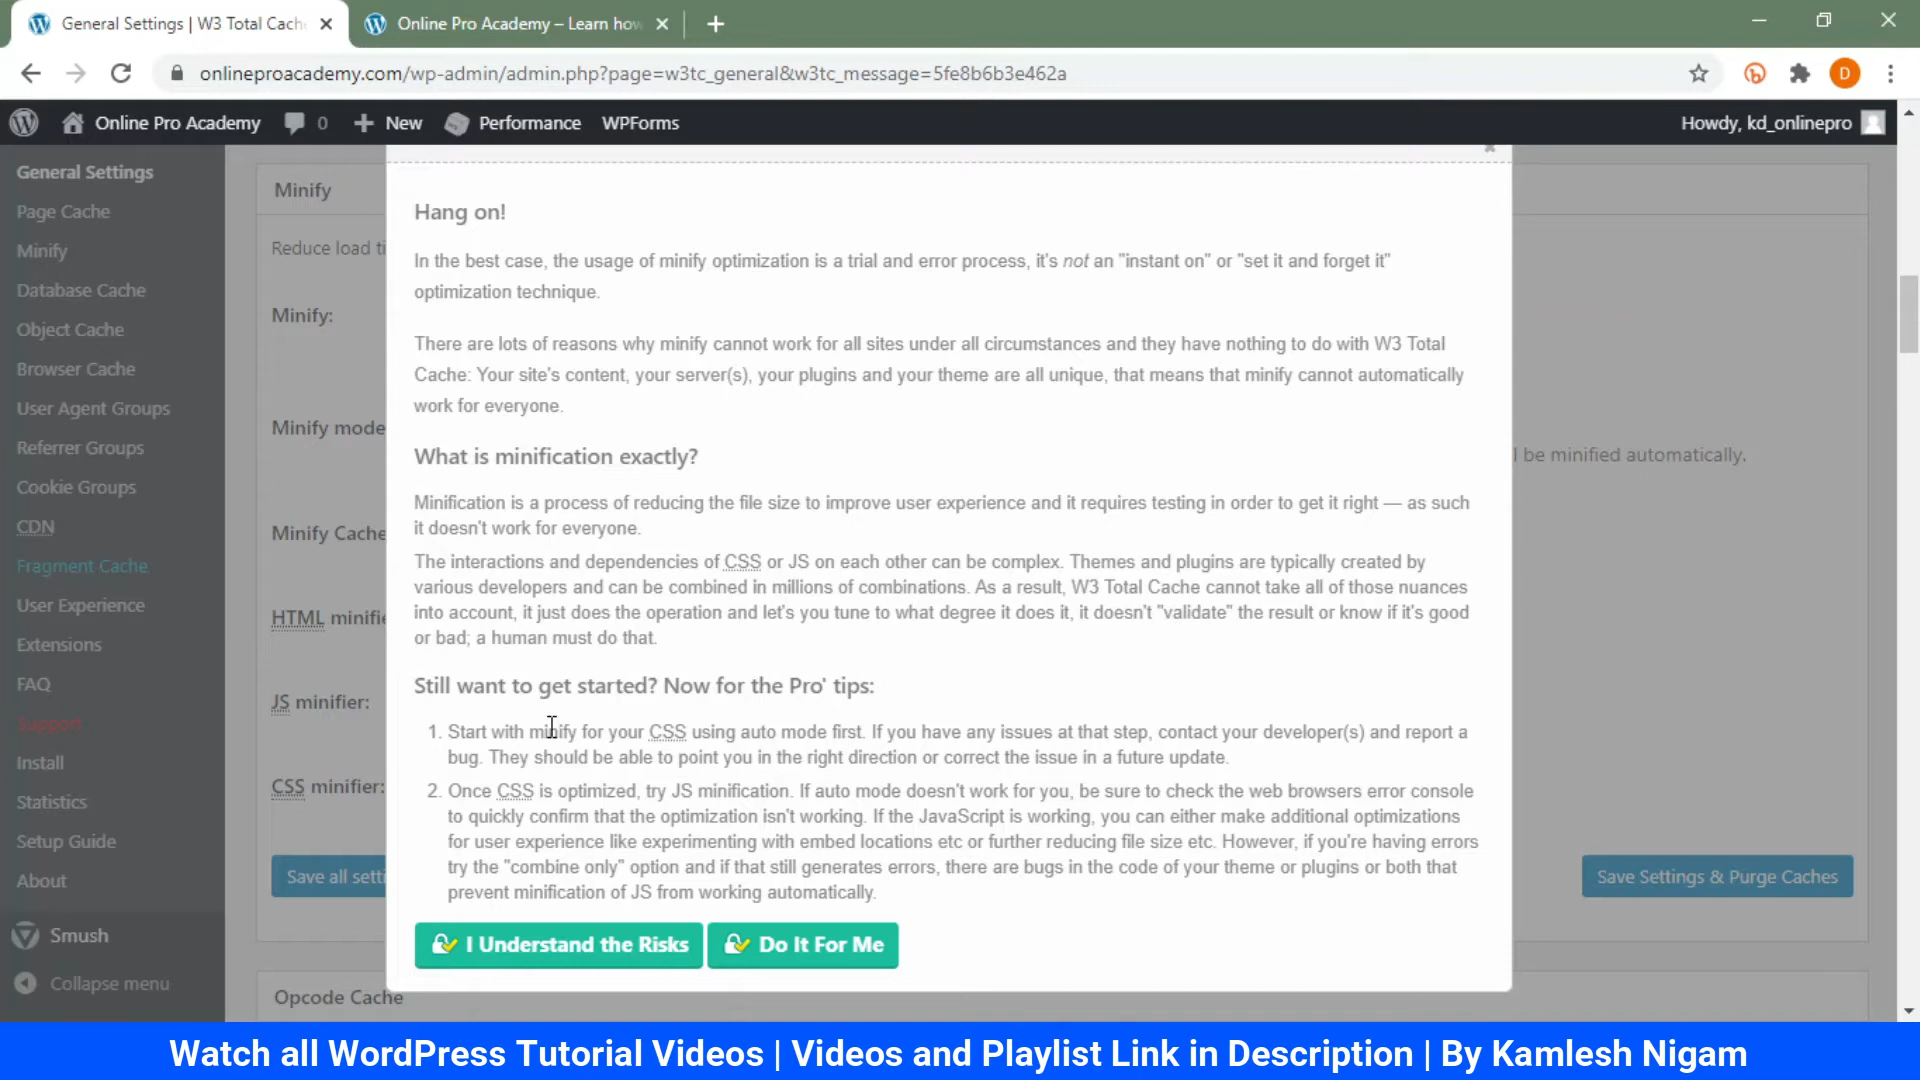 General Settings | W3 Total Cach
Online Pro Academy – Learn how
onlineproacademy.com/wp-admin/admin.php?page=w3tc_general&w3tc_message=5fe8b6b3e462a
D
Online Pro Academy
0
New
Performance
WPForms
Howdy, kd_onlinepro
General Settings
Page Cache
Minify
Database Cache
Object Cache
Browser Cache
User Agent Groups
Referrer Groups
Cookie Groups
CDN
Fragment Cache
User Experience
Extensions
FAQ
Support
Install
Statistics
Setup Guide
About
Smush
Collapse menu
Minify
Reduce load ti
Minify:
Minify mode
l be minified automatically.
Minify Cache
HTML minifie
JS minifier:
CSS minifier:
Save all setti
Save Settings & Purge Caches
Opcode Cache
Hang on!
In the best case, the usage of minify optimization is a trial and error process, it's not an "instant on" or "set it and forget it"
optimization technique.
There are lots of reasons why minify cannot work for all sites under all circumstances and they have nothing to do with W3 Total
Cache: Your site's content, your server(s), your plugins and your theme are all unique, that means that minify cannot automatically
work for everyone.
What is minification exactly?
Minification is a process of reducing the file size to improve user experience and it requires testing in order to get it right — as such
it doesn't work for everyone.
The interactions and dependencies of CSS or JS on each other can be complex. Themes and plugins are typically created by
various developers and can be combined in millions of combinations. As a result, W3 Total Cache cannot take all of those nuances
into account, it just does the operation and let's you tune to what degree it does it, it doesn't "validate" the result or know if it's good
or bad; a human must do that.
Still want to get started? Now for the Pro' tips:
1. Start with minify for your CSS using auto mode first. If you have any issues at that step, contact your developer(s) and report a
bug. They should be able to point you in the right direction or correct the issue in a future update.
2. Once CSS is optimized, try JS minification. If auto mode doesn't work for you, be sure to check the web browsers error console
to quickly confirm that the optimization isn't working. If the JavaScript is working, you can either make additional optimizations
for user experience like experimenting with embed locations etc or further reducing file size etc. However, if you're having errors
try the "combine only" option and if that still generates errors, there are bugs in the code of your theme or plugins or both that
prevent minification of JS from working automatically.
I Understand the Risks
Do It For Me
Watch all WordPress Tutorial Videos | Videos and Playlist Link in Description | By Kamlesh Nigam